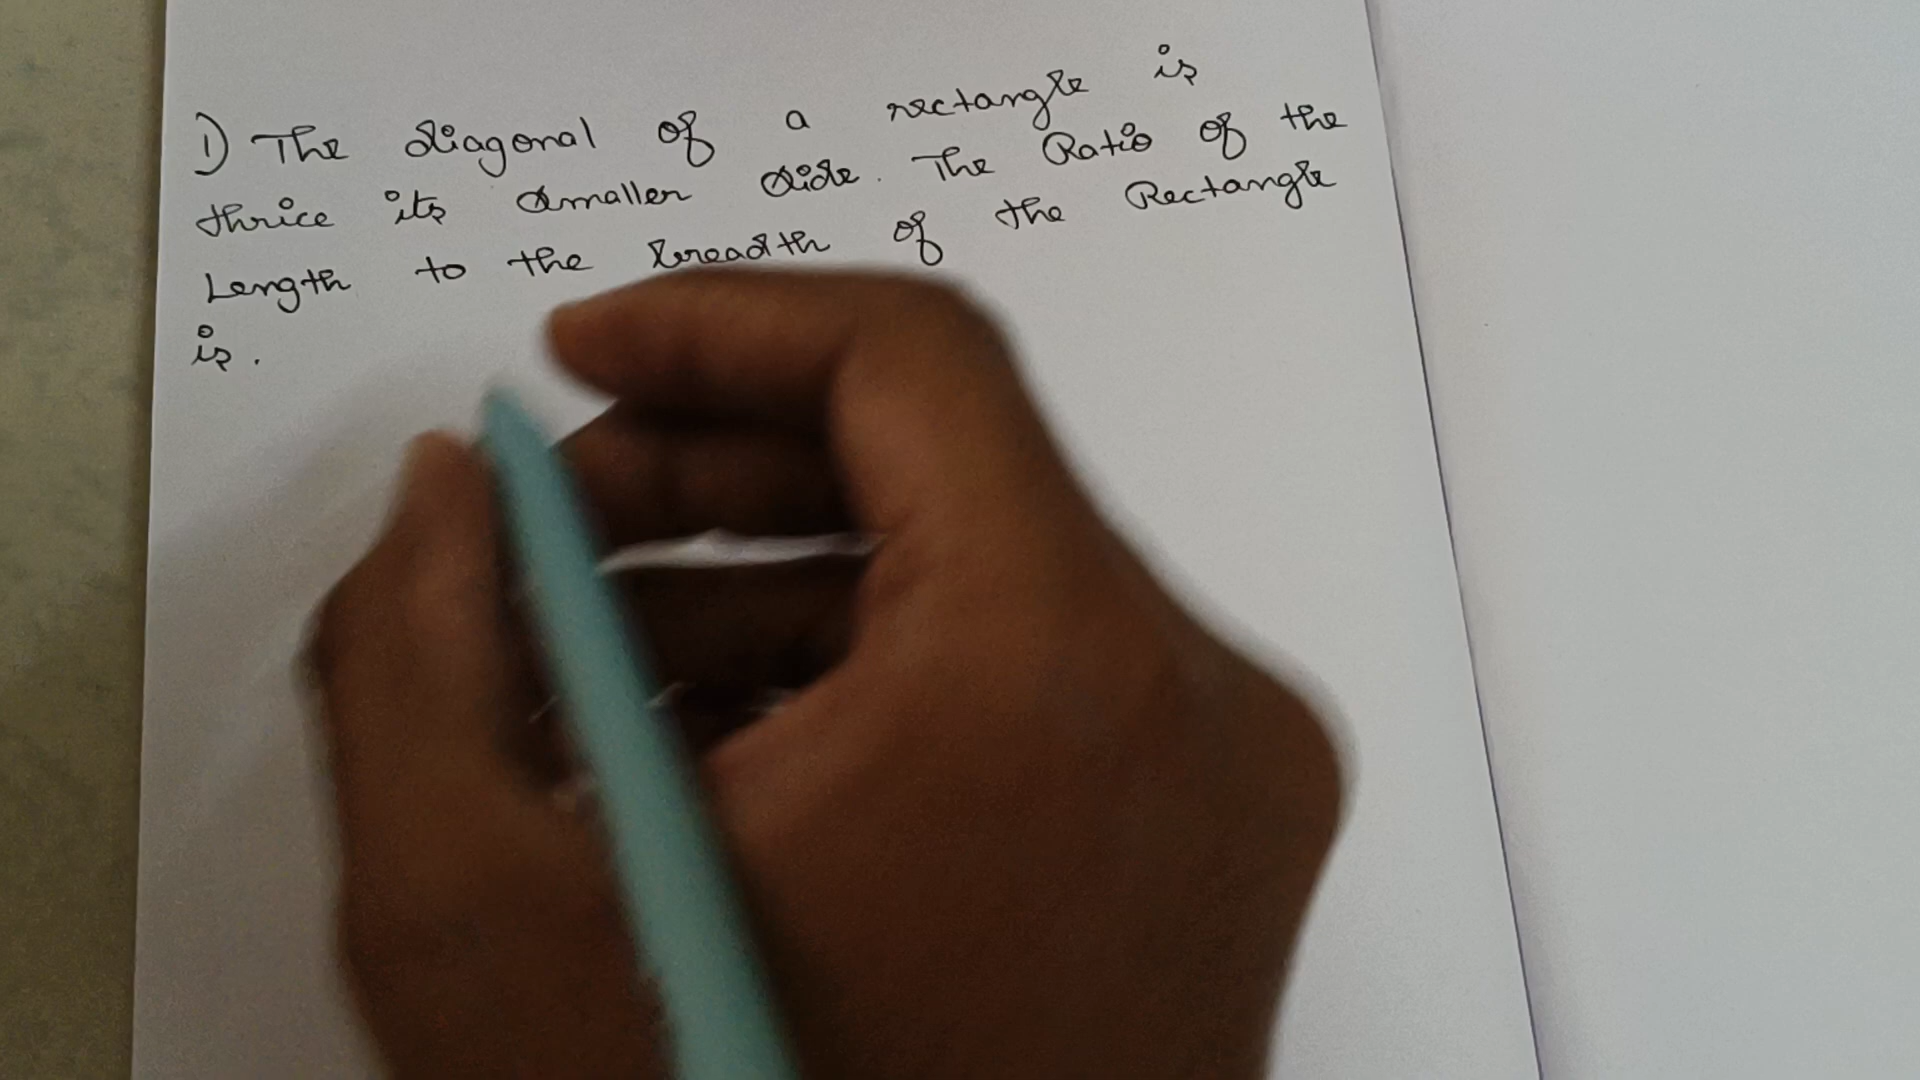 1) The diagonal of a rectangle is
thrice its smaller side. The Ratio of the
Length to the breadth of the Rectangle
is.